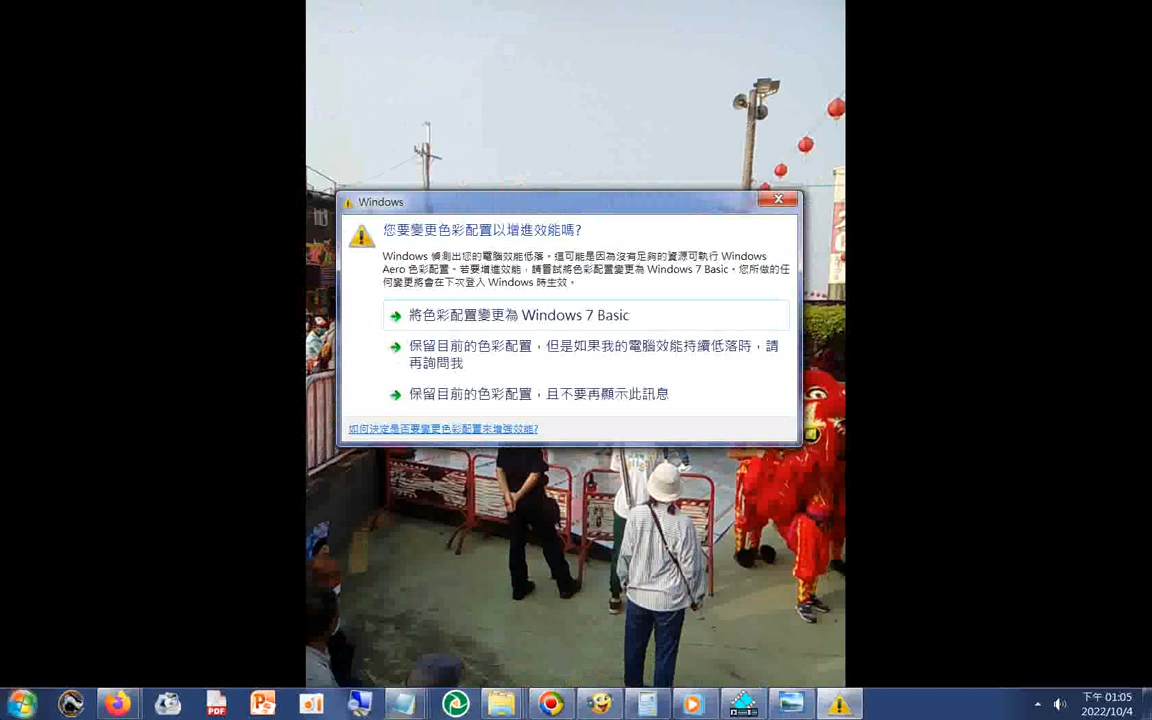 Windows
您要變更色彩配置以增進效能嗎?
Windows 偵測出您的電腦效能低落。這可能是因為沒有足夠的資源可執行 Windows
Aero 色彩配置。若要增進效能，請嘗試將色彩配置變更為 Windows 7 Basic。您所做的任
何變更將會在下次登入 Windows 時生效。
將色彩配置變更為 Windows 7 Basic
保留目前的色彩配置，但是如果我的電腦效能持續低落時，請
再詢問我
保留目前的色彩配置，且不要再顯示此訊息
如何決定是否要變更色彩配置來增強效能?
PDF
下午 01:05
2022/10/4